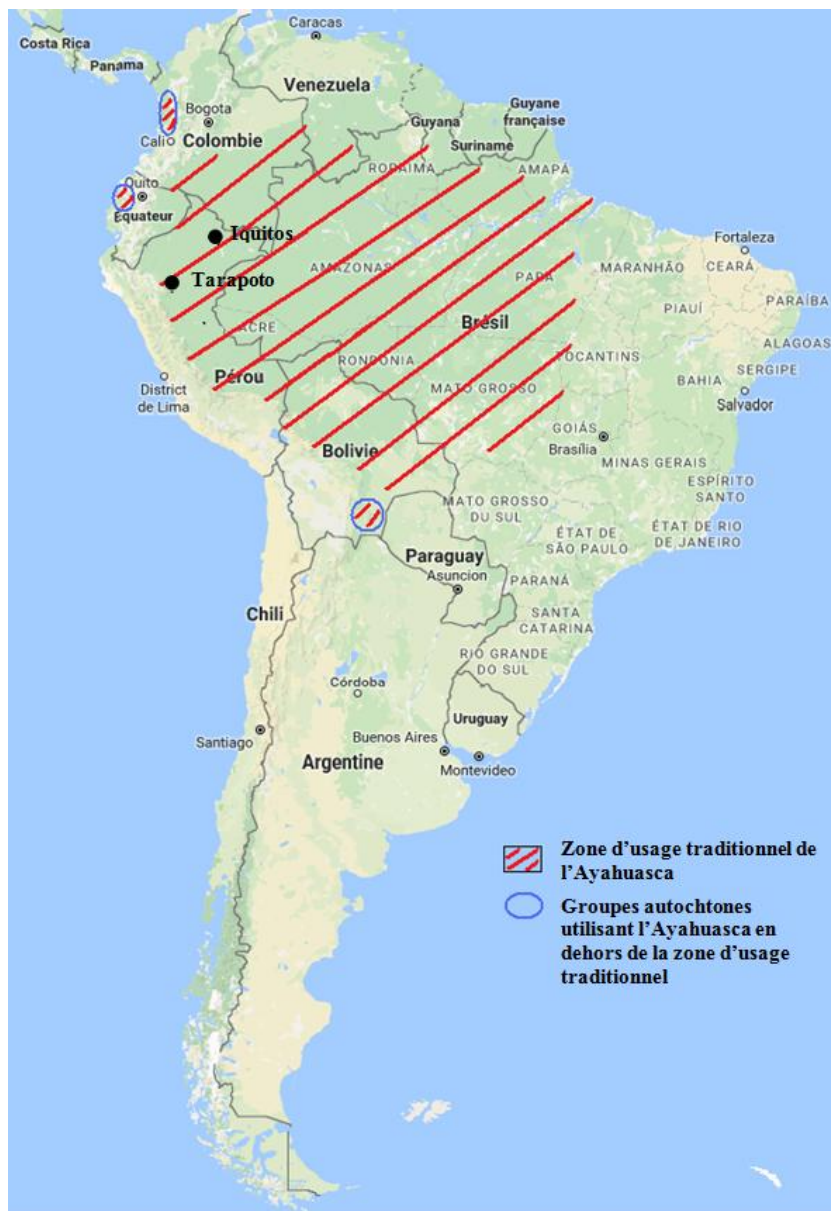 Caracas
Costa Rica
Panama
Venezuela
Bogota
Guyana
Guyane
française
Suriname
Cali
Colombie
RORAIMA
AMAPÁ
Quito
Équateur
Iquitos
Fortaleza
Tarapoto
AMAZONAS
PARÁ
MARANHÃO
CEARÁ
PARAÍBA
PIAUÍ
ACRE
Brésil
ALAGOAS
RONDÔNIA
TOCANTINS
SERGIPE
Pérou
MATO GROSSO
BAHIA
District
de Lima
Salvador
GOIÁS
Brasília
Bolivie
MINAS GERAIS
ESPÍRITO
SANTO
MATO GROSSO
DU SUL
ÉTAT DE
SÃO PAULO
ÉTAT DE RIO
DE JANEIRO
Paraguay
Asuncion
PARANÁ
Chili
SANTA
CATARINA
RIO GRANDE
DO SUL
Córdoba
Uruguay
Santiago
Buenos Aires
Argentine
Montevideo
Zone d’usage traditionnel de
l’Ayahuasca
Groupes autochtones
utilisant l’Ayahuasca en
dehors de la zone d’usage
traditionnel